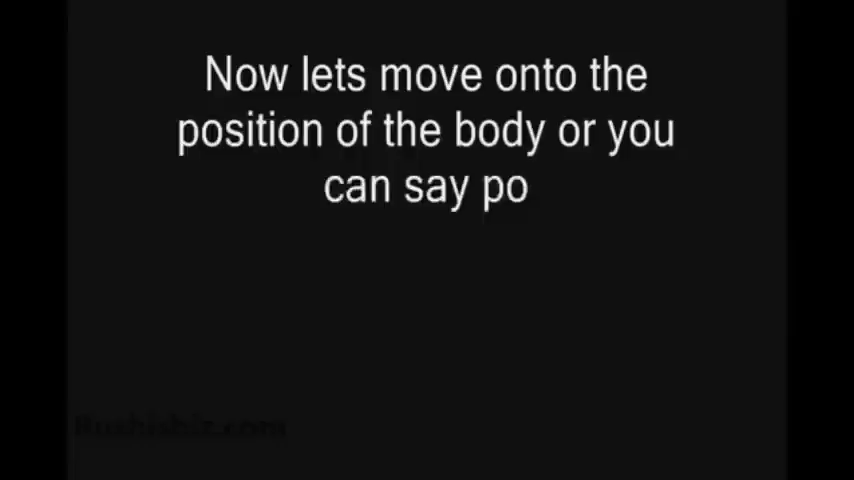 Now lets move onto the
position of the body or you
can say po